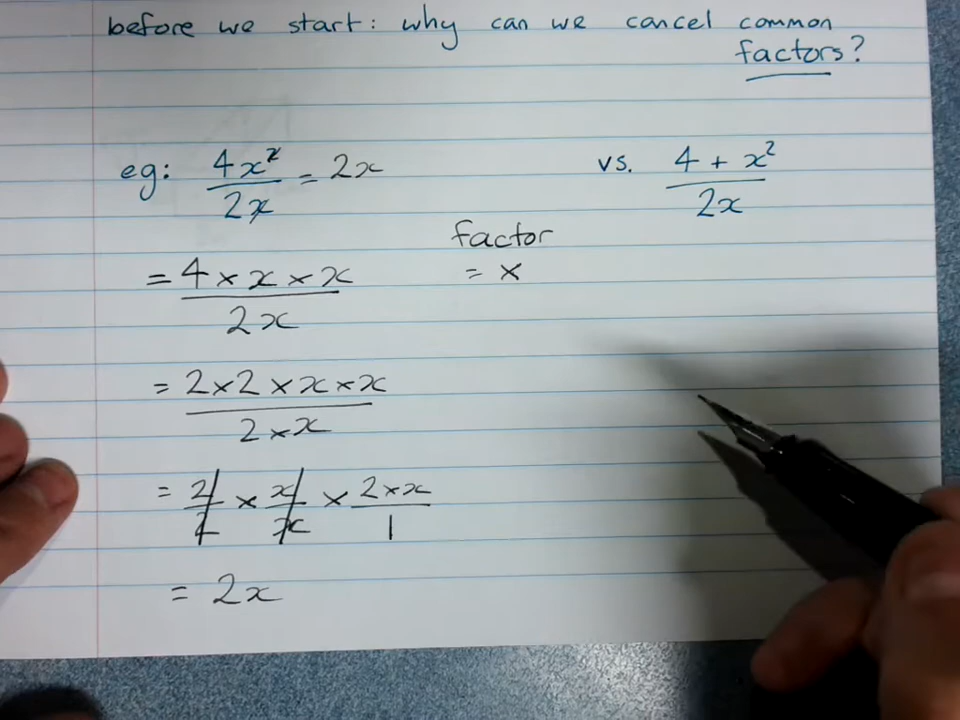 before we start: why can we cancel common
factors?
eg: 4x²/2x = 2x
vs. 4 + x²/2x
factor
= x
= 4 × x × x/2x
= 2 × 2 × x × x/2 × x
= 2/2 × x/x × 2 × x/1
= 2x